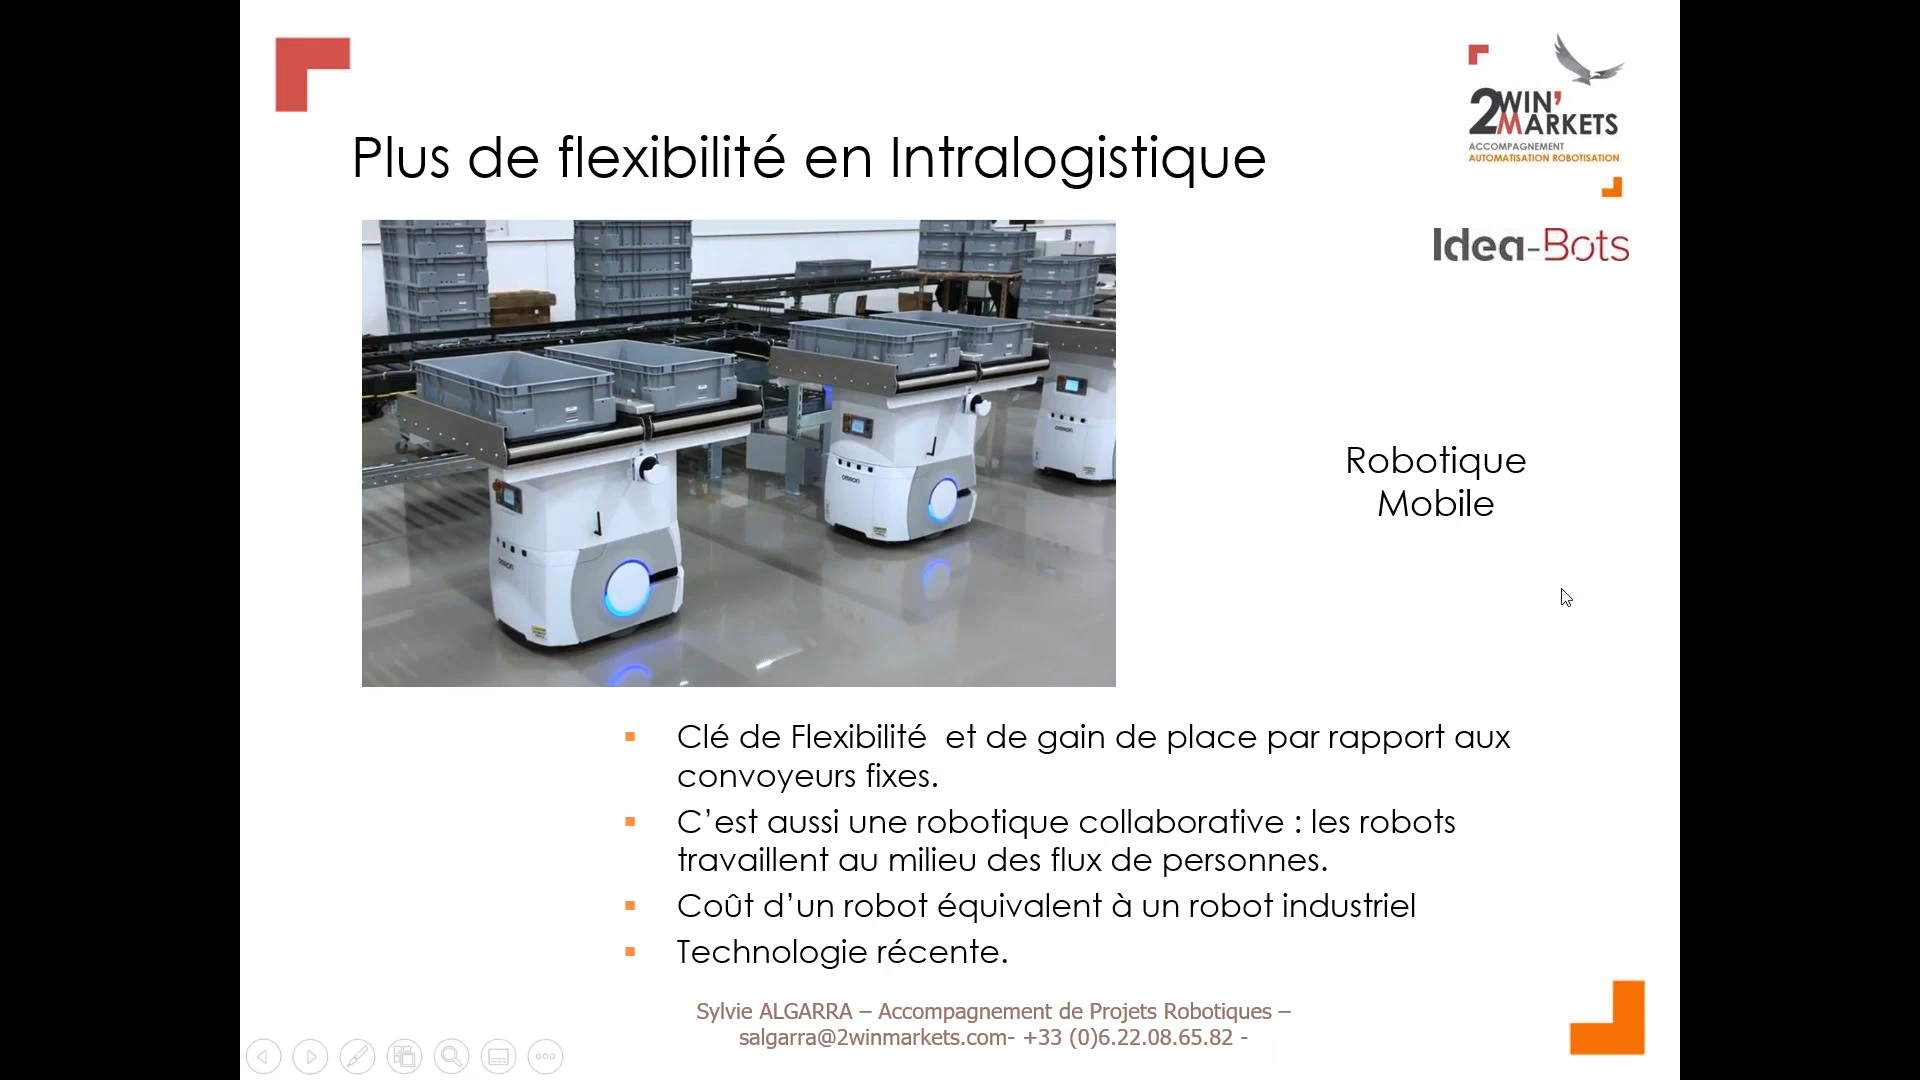 2WIN'
MARKETS
ACCOMPAGNEMENT
AUTOMATISATION ROBOTISATION
Plus de flexibilité en Intralogistique
Idea-Bots
OMRON
OMRON
OMRON
Robotique
Mobile
Clé de Flexibilité  et de gain de place par rapport aux
convoyeurs fixes.
C’est aussi une robotique collaborative : les robots
travaillent au milieu des flux de personnes.
Coût d’un robot équivalent à un robot industriel
Technologie récente.
Sylvie ALGARRA – Accompagnement de Projets Robotiques –
salgarra@2winmarkets.com- +33 (0)6.22.08.65.82 -